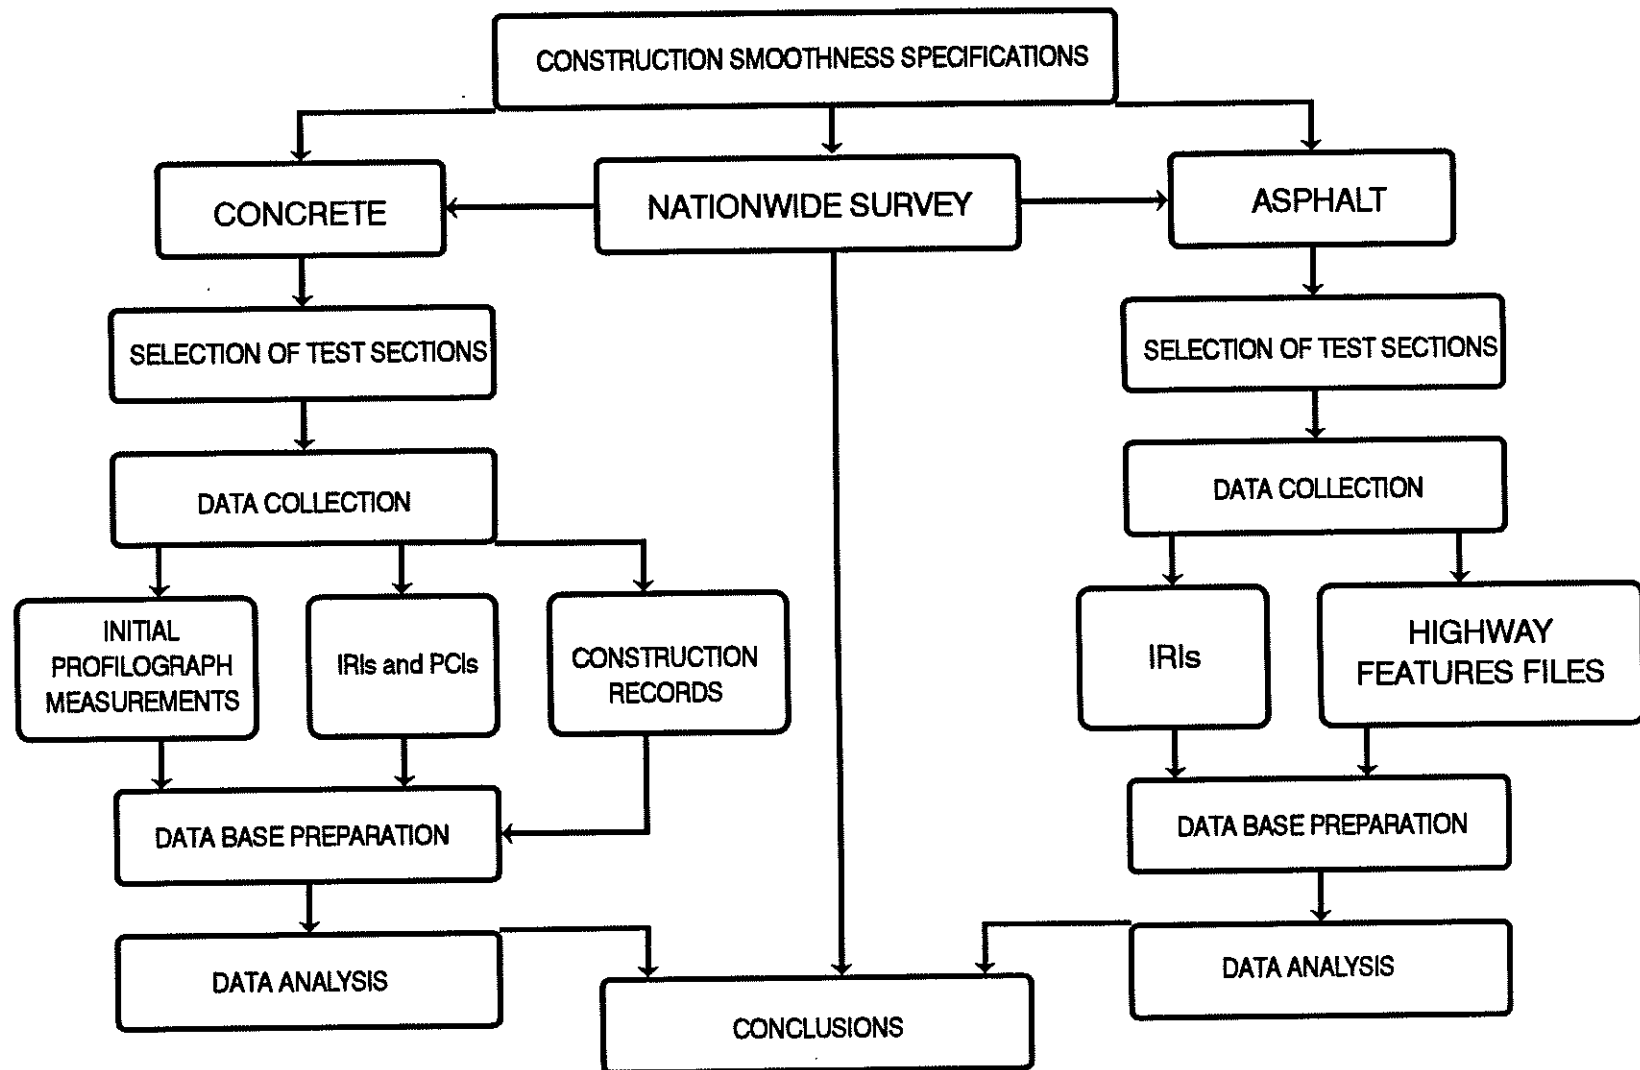 CONSTRUCTION SMOOTHNESS SPECIFICATIONS
CONCRETE
NATIONWIDE SURVEY
ASPHALT
SELECTION OF TEST SECTIONS
SELECTION OF TEST SECTIONS
DATA COLLECTION
DATA COLLECTION
INITIAL
PROFILOGRAPH
MEASUREMENTS
IRIs and PCIs
CONSTRUCTION
RECORDS
IRIs
HIGHWAY
FEATURES FILES
DATA BASE PREPARATION
DATA BASE PREPARATION
DATA ANALYSIS
DATA ANALYSIS
CONCLUSIONS